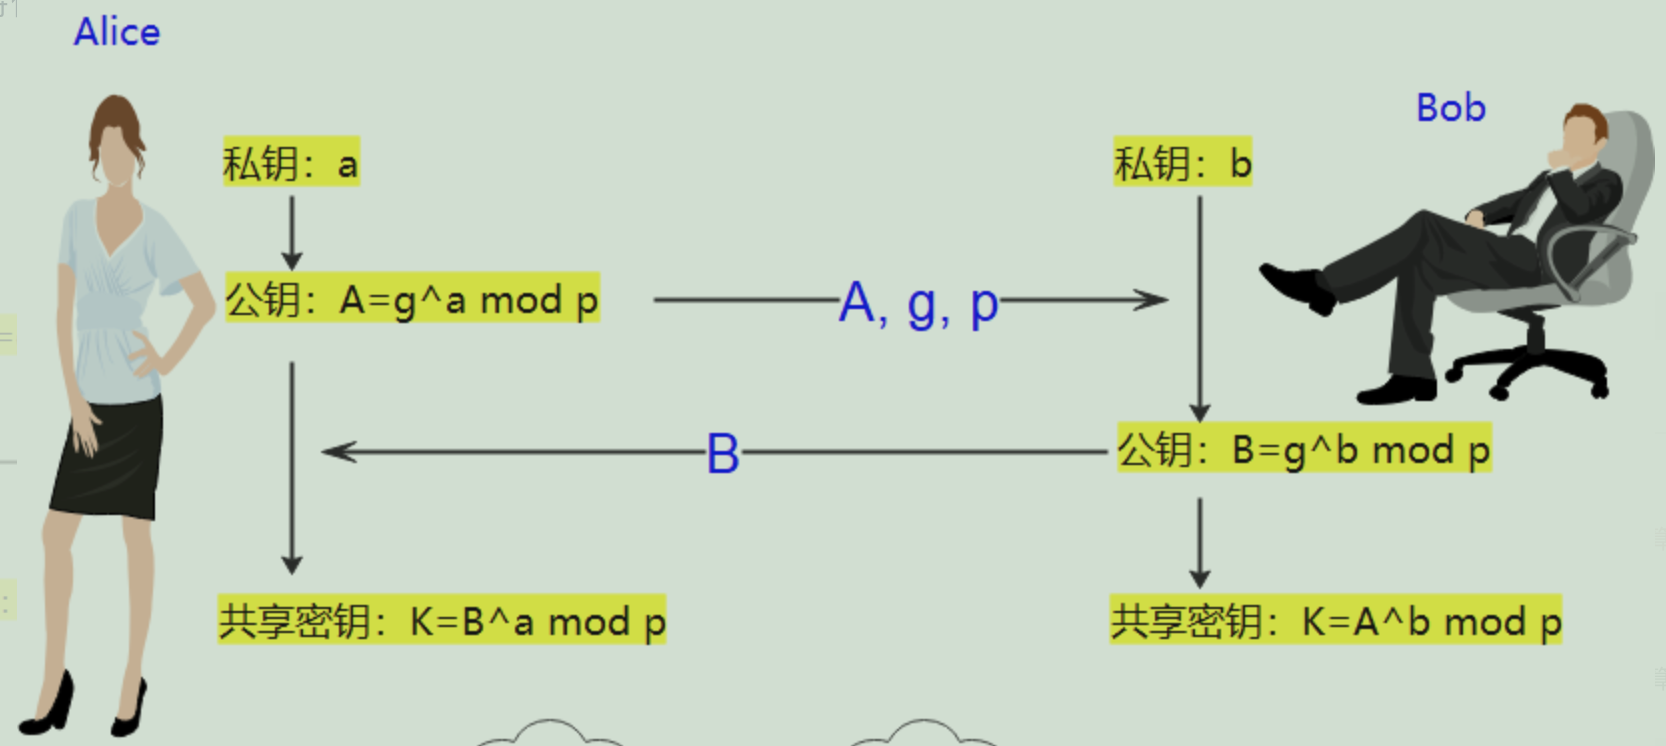 Alice
Bob
私钥：a
私钥：b
公钥：A=g^a mod p
A, g, p
B
公钥：B=g^b mod p
共享密钥：K=B^a mod p
共享密钥：K=A^b mod p